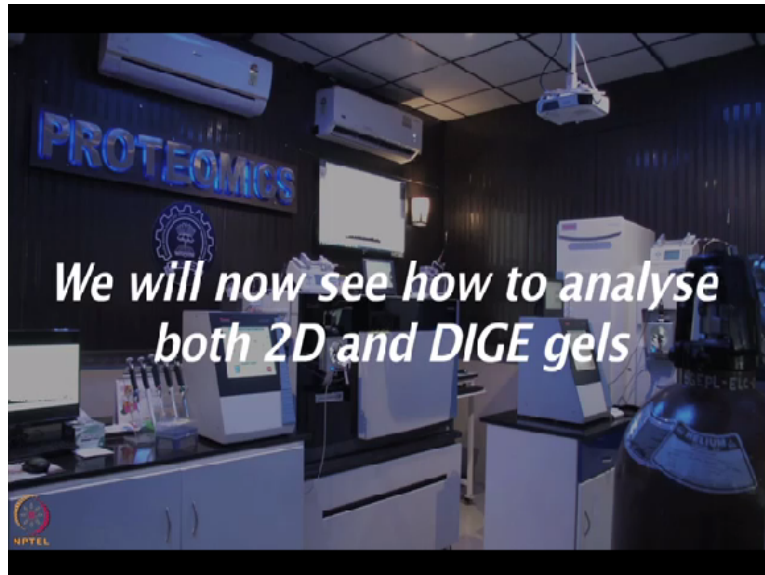 PROTEOMICS
We will now see how to analyse
both 2D and DIGE gels
NPTEL